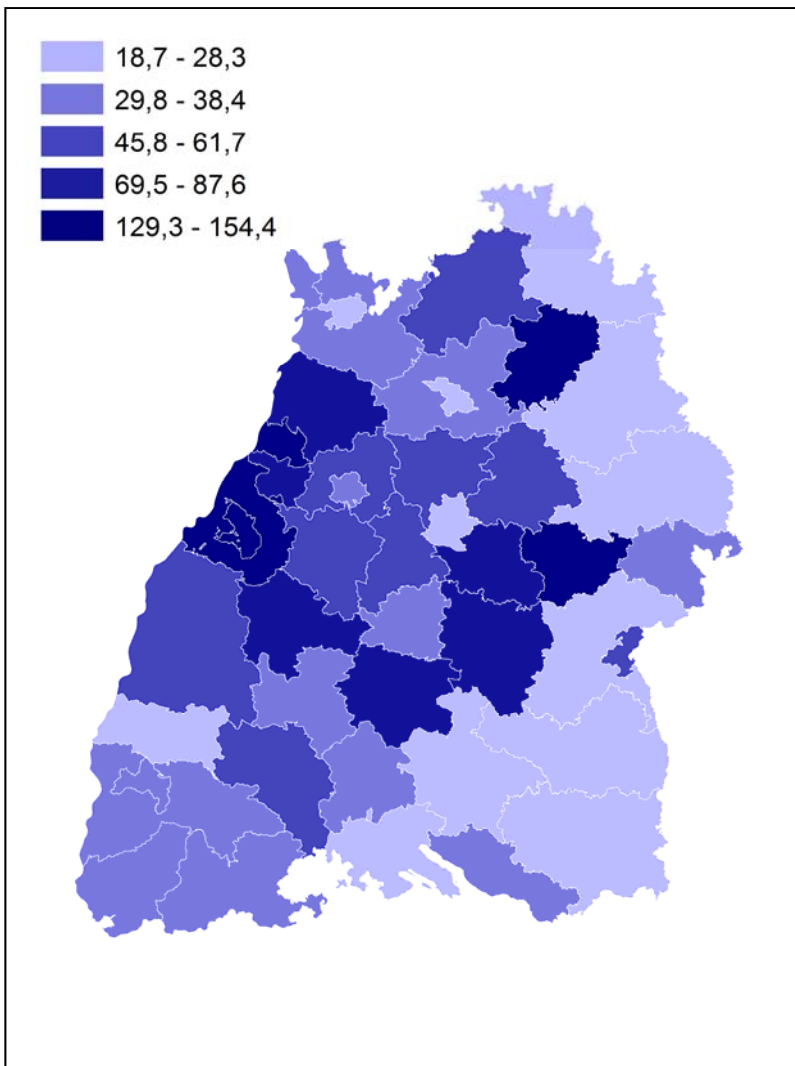 18,7 - 28,3
29,8 - 38,4
45,8 - 61,7
69,5 - 87,6
129,3 - 154,4